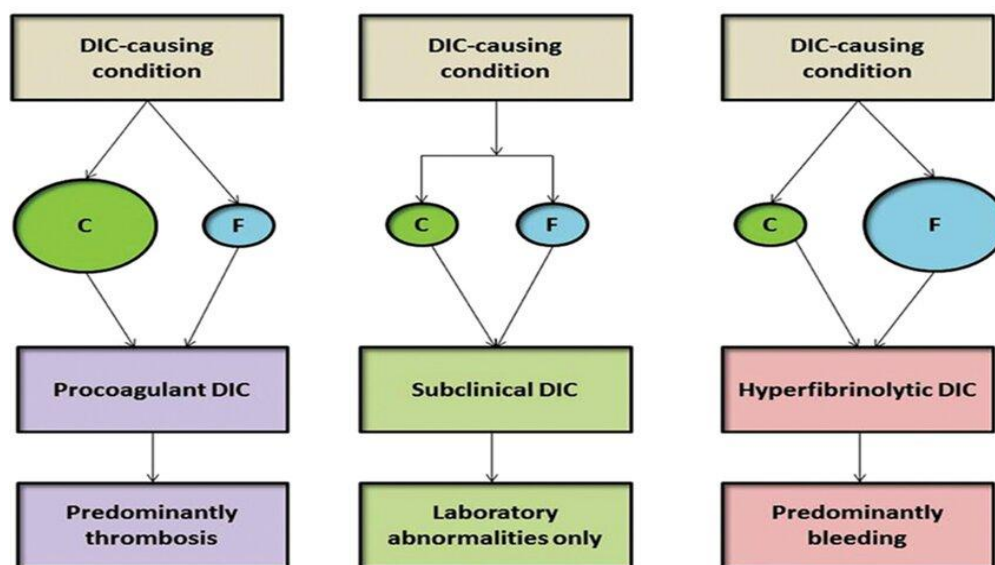 DIC-causing
condition
DIC-causing
condition
DIC-causing
condition
C
F
C
F
C
F
Procoagulant DIC
Subclinical DIC
Hyperfibrinolytic DIC
Predominantly
thrombosis
Laboratory
abnormalities only
Predominantly
bleeding